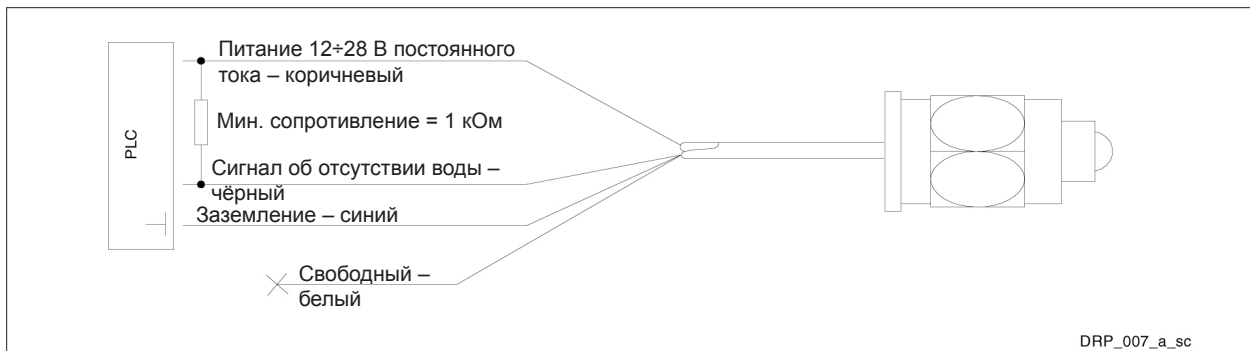 Питание 12÷28 В постоянного
тока – коричневый
PLC
Мин. сопротивление = 1 кОм
Сигнал об отсутствии воды –
чёрный
Заземление – синий
Свободный –
белый
DRP_007_a_sc